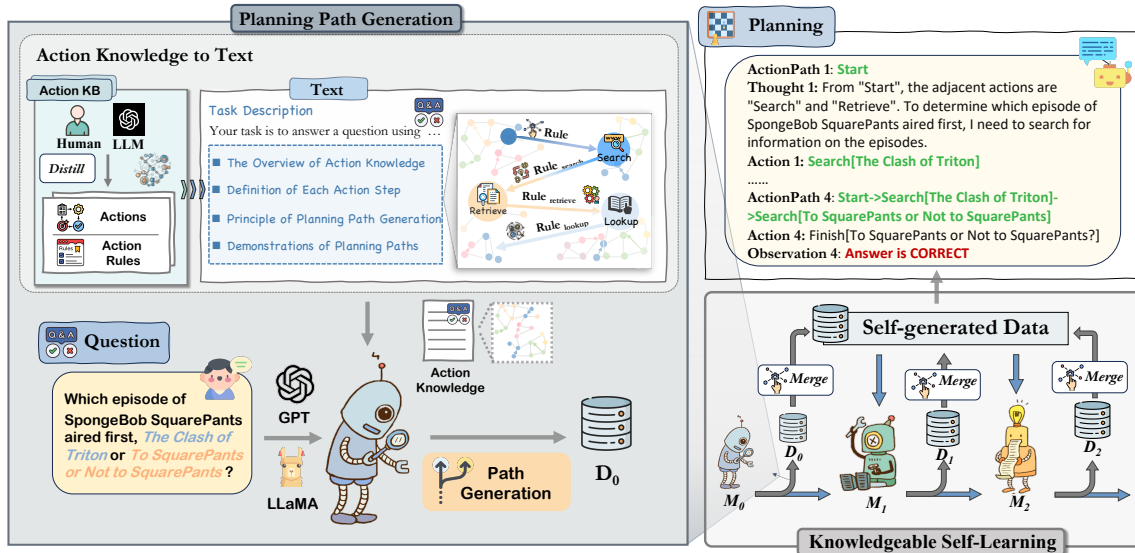 Planning Path Generation
Action Knowledge to Text
Action KB
Human LLM
Distill
Actions
Rules
Action
Rules
Text
Task Description
Q & A
Your task is to answer a question using …
The Overview of Action Knowledge
Definition of Each Action Step
Principle of Planning Path Generation
Demonstrations of Planning Paths
Rule
www
Search
Rule search
Retrieve
Rule retrieve
Lookup
Rule lookup
Q & A
Action
Knowledge
Q & A
Question
Which episode of
SpongeBob SquarePants
aired first, The Clash of
Triton or To SquarePants
or Not to SquarePants ?
GPT
LLaMA
Path
Generation
D0
Planning
ActionPath 1: Start
Thought 1: From "Start", the adjacent actions are
"Search" and "Retrieve". To determine which episode of
SpongeBob SquarePants aired first, I need to search for
information on the episodes.
Action 1: Search[The Clash of Triton]
......
ActionPath 4: Start->Search[The Clash of Triton]-
>Search[To SquarePants or Not to SquarePants]
Action 4: Finish[To SquarePants or Not to SquarePants?]
Observation 4: Answer is CORRECT
Self-generated Data
Merge
Merge
Merge
D0
D1
D2
M0
M1
M2
Knowledgeable Self-Learning